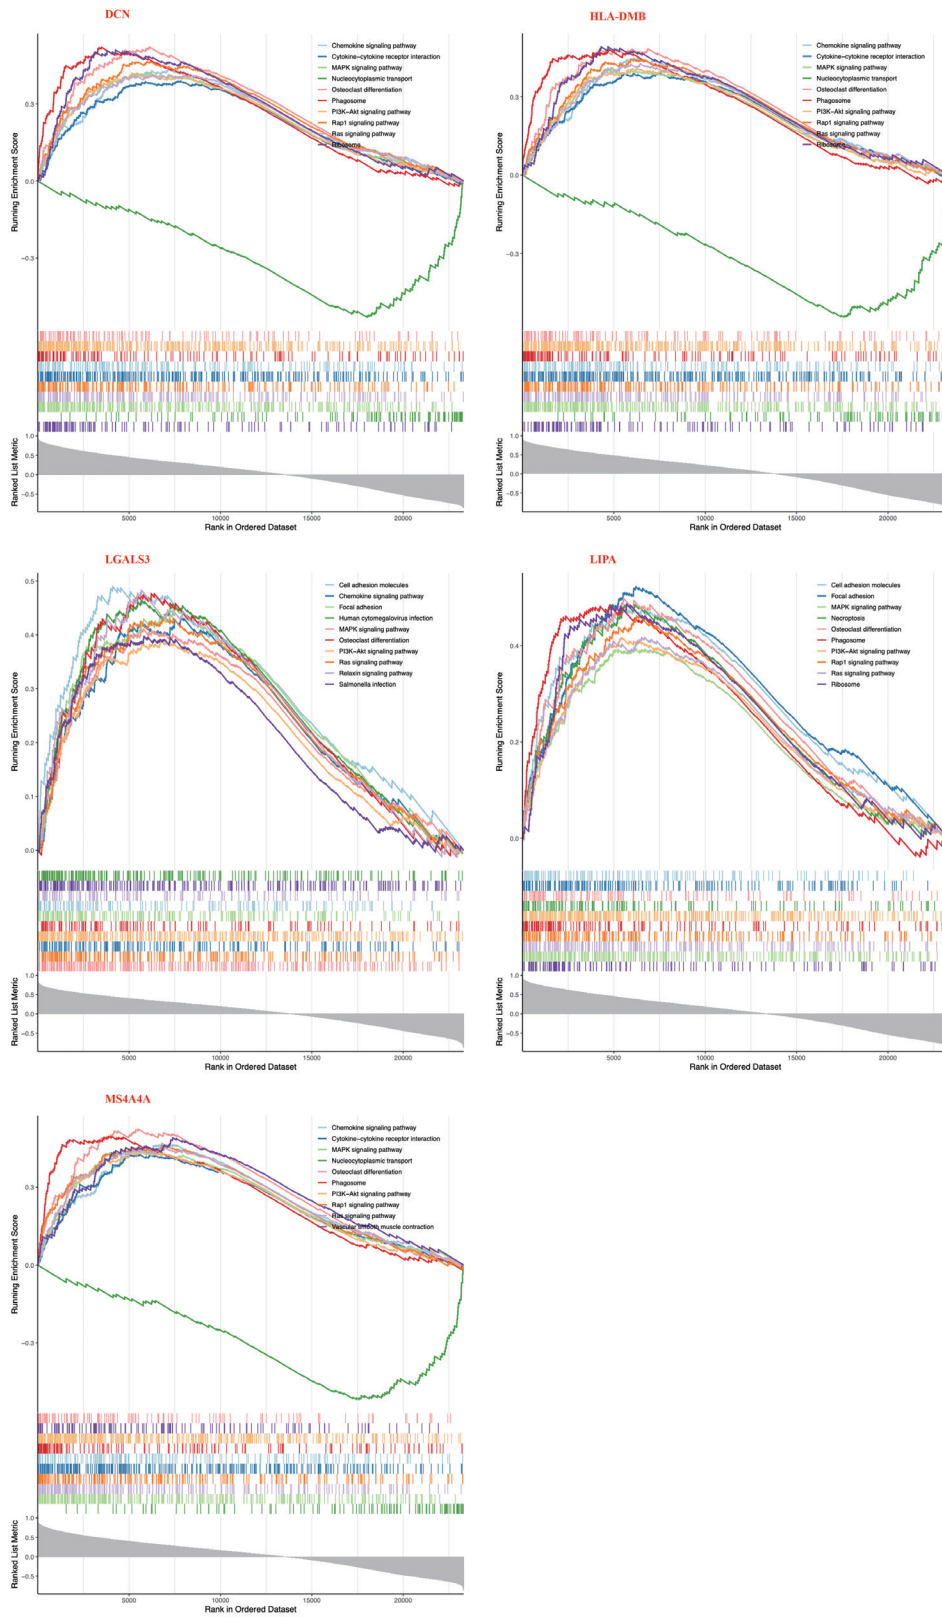 DCN
Chemokine signaling pathway
Cytokine−cytokine receptor interaction
MAPK signaling pathway
Nucleocytoplasmic transport
Osteoclast differentiation
Phagosome
PI3K−Akt signaling pathway
Rap1 signaling pathway
Ras signaling pathway
Ribosome
0.3
0.0
−0.3
Running Enrichment Score
1.0
0.5
0.0
−0.5
Ranked List Metric
5000 10000 15000 20000
Rank in Ordered Dataset
HLA-DMB
Chemokine signaling pathway
Cytokine−cytokine receptor interaction
MAPK signaling pathway
Nucleocytoplasmic transport
Osteoclast differentiation
Phagosome
PI3K−Akt signaling pathway
Rap1 signaling pathway
Ras signaling pathway
Ribosome
0.3
0.0
−0.3
Running Enrichment Score
1.0
0.5
0.0
−0.5
Ranked List Metric
5000 10000 15000 20000
Rank in Ordered Dataset
LGALS3
Cell adhesion molecules
Chemokine signaling pathway
Focal adhesion
Human cytomegalovirus infection
MAPK signaling pathway
Osteoclast differentiation
PI3K−Akt signaling pathway
Ras signaling pathway
Relaxin signaling pathway
Salmonella infection
0.5
0.4
0.3
0.2
0.1
0.0
Running Enrichment Score
1.0
0.5
0.0
−0.5
Ranked List Metric
5000 10000 15000 20000
Rank in Ordered Dataset
LIPA
Cell adhesion molecules
Focal adhesion
MAPK signaling pathway
Necroptosis
Osteoclast differentiation
Phagosome
PI3K−Akt signaling pathway
Rap1 signaling pathway
Ras signaling pathway
Ribosome
0.4
0.2
0.0
Running Enrichment Score
1.0
0.5
0.0
−0.5
Ranked List Metric
5000 10000 15000 20000
Rank in Ordered Dataset
MS4A4A
Chemokine signaling pathway
Cytokine−cytokine receptor interaction
MAPK signaling pathway
Nucleocytoplasmic transport
Osteoclast differentiation
Phagosome
PI3K−Akt signaling pathway
Rap1 signaling pathway
Ras signaling pathway
Vascular smooth muscle contraction
0.3
0.0
−0.3
Running Enrichment Score
1.0
0.5
0.0
−0.5
Ranked List Metric
5000 10000 15000 20000
Rank in Ordered Dataset